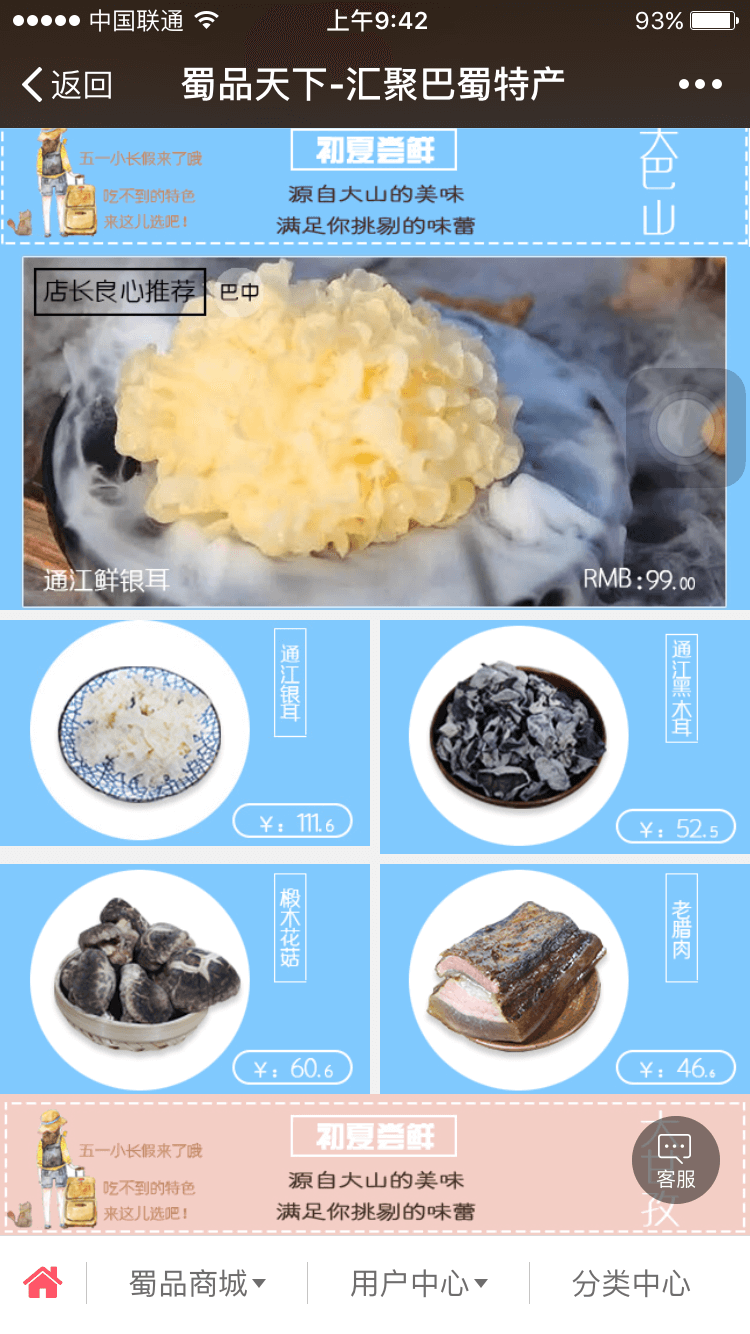 中国联通
上午9:42
93%
返回
蜀品天下-汇聚巴蜀特产
五一小长假来了哦
吃不到的特色
来这儿选吧!
初夏尝鲜
源自大山的美味
满足你挑剔的味蕾
大巴山
店长良心推荐
巴中
通江鲜银耳
RMB:99.00
通江银耳
¥: 111.6
通江黑木耳
¥: 52.5
椴木花菇
¥: 60.6
老腊肉
¥: 46.6
五一小长假来了哦
吃不到的特色
来这儿选吧!
初夏尝鲜
源自大山的美味
满足你挑剔的味蕾
大甘孜
客服
蜀品商城
用户中心
分类中心